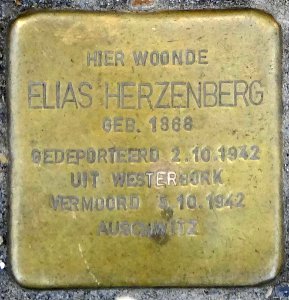 HIER WOONDE
ELIAS HERZENBERG
GEB. 1868
GEDEPORTEERD 2.10.1942
UIT WESTERBORK
VERMOORD 5.10.1942
AUSCHWITZ